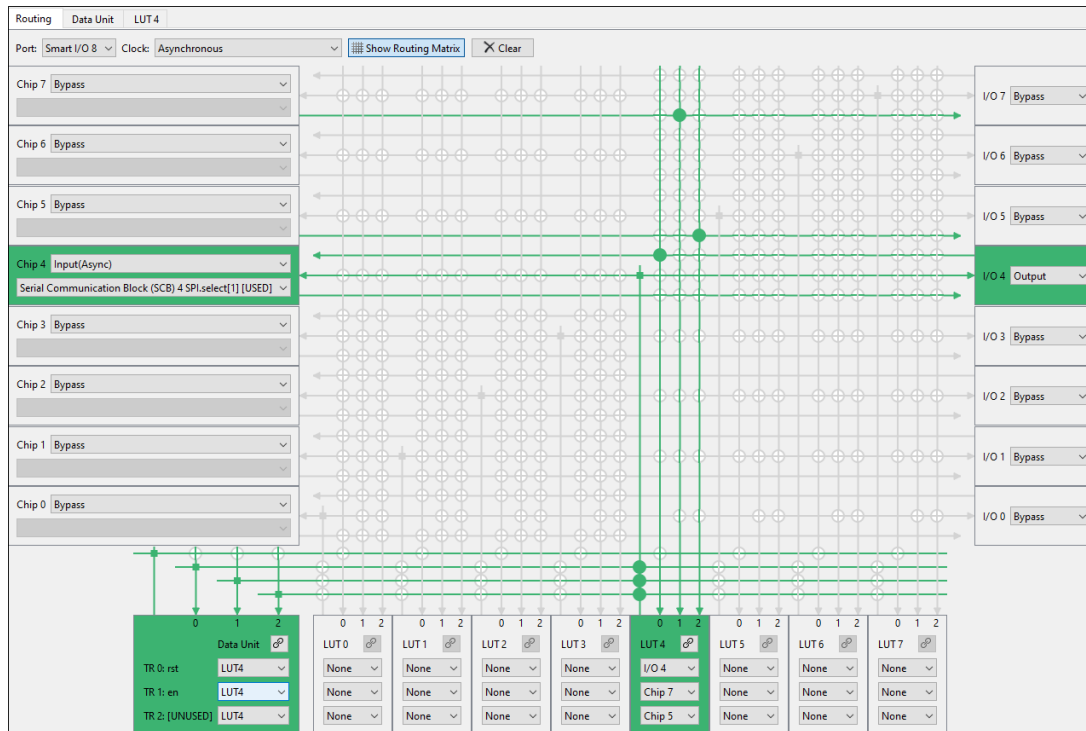 Routing Data Unit LUT 4
Port: Smart I/O 8 Clock: Asynchronous Show Routing Matrix Clear
Chip 7 Bypass
I/O 7 Bypass
Chip 6 Bypass
I/O 6 Bypass
Chip 5 Bypass
I/O 5 Bypass
Chip 4 Input(Async)
Serial Communication Block (SCB) 4 SPI.select[1] [USED]
I/O 4 Output
Chip 3 Bypass
I/O 3 Bypass
Chip 2 Bypass
I/O 2 Bypass
Chip 1 Bypass
I/O 1 Bypass
Chip 0 Bypass
I/O 0 Bypass
0 1 2 0 1 2 0 1 2 0 1 2 0 1 2 0 1 2 0 1 2 0 1 2 0 1 2
Data Unit LUT 0 LUT 1 LUT 2 LUT 3 LUT 4 LUT 5 LUT 6 LUT 7
TR 0: rst LUT4 None None None None I/O 4 None None None
TR 1: en LUT4 None None None None Chip 7 None None None
TR 2: [UNUSED] LUT4 None None None None Chip 5 None None None